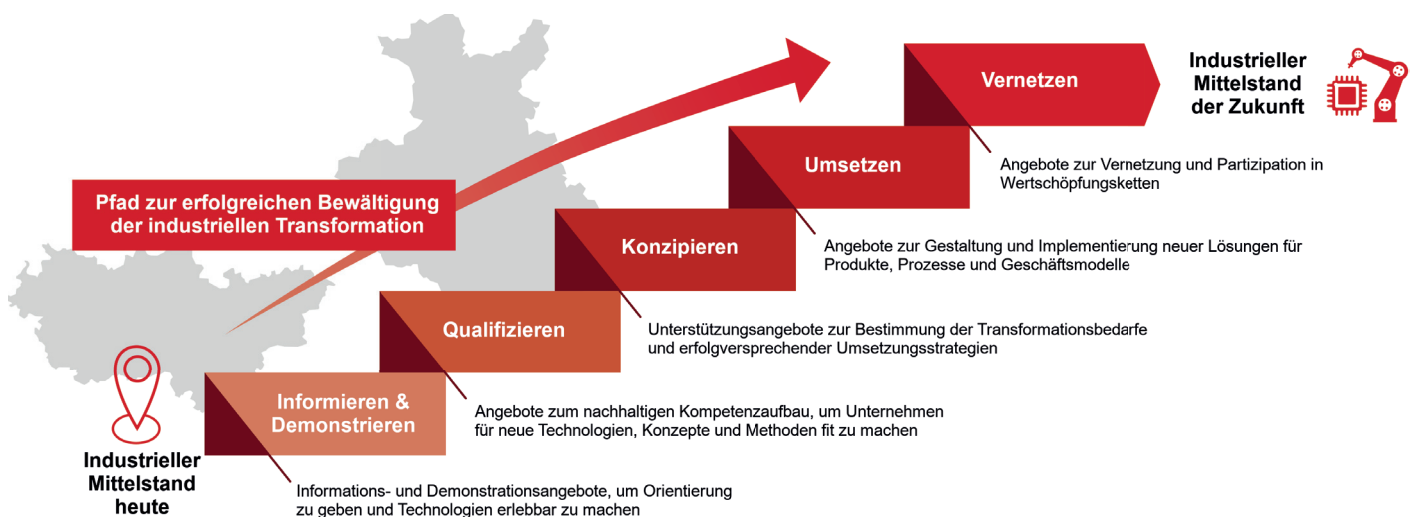 Vernetzen
Industrieller
Mittelstand
der Zukunft
Angebote zur Vernetzung und Partizipation in
Wertschöpfungsketten
Umsetzen
Angebote zur Gestaltung und Implementierung neuer Lösungen für
Produkte, Prozesse und Geschäftsmodelle
Pfad zur erfolgreichen Bewältigung
der industriellen Transformation
Konzipieren
Unterstützungsangebote zur Bestimmung der Transformationsbedarfe
und erfolgversprechender Umsetzungsstrategien
Qualifizieren
Angebote zum nachhaltigen Kompetenzaufbau, um Unternehmen
für neue Technologien, Konzepte und Methoden fit zu machen
Informieren &
Demonstrieren
Informations- und Demonstrationsangebote, um Orientierung
zu geben und Technologien erlebbar zu machen
Industrieller
Mittelstand
heute